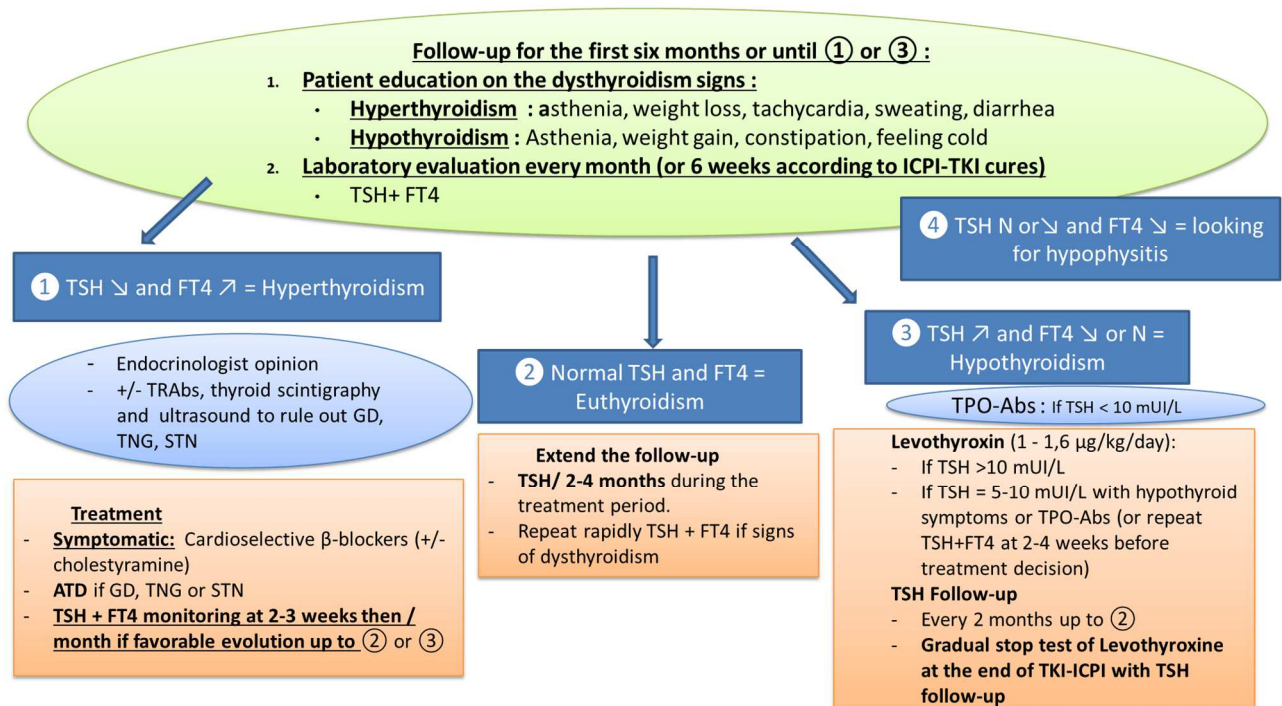 Follow-up for the first six months or until ① or ③ :
1. Patient education on the dysthyroidism signs :
• Hyperthyroidism : asthenia, weight loss, tachycardia, sweating, diarrhea
• Hypothyroidism : Asthenia, weight gain, constipation, feeling cold
2. Laboratory evaluation every month (or 6 weeks according to ICPI-TKI cures)
• TSH+ FT4
❹ TSH N or ↘ and FT4 ↘ = looking
for hypophysitis
❶ TSH ↘ and FT4 ↗ = Hyperthyroidism
- Endocrinologist opinion
- +/- TRAbs, thyroid scintigraphy
and ultrasound to rule out GD,
TNG, STN
Treatment
- Symptomatic: Cardioselective β-blockers (+/-
cholestyramine)
- ATD if GD, TNG or STN
- TSH + FT4 monitoring at 2-3 weeks then /
month if favorable evolution up to ② or ③
❷ Normal TSH and FT4 =
Euthyroidism
Extend the follow-up
- TSH/ 2-4 months during the
treatment period.
- Repeat rapidly TSH + FT4 if signs
of dysthyroidism
❸ TSH ↗ and FT4 ↘ or N =
Hypothyroidism
TPO-Abs : If TSH < 10 mUI/L
Levothyroxin (1 - 1,6 µg/kg/day):
- If TSH >10 mUI/L
- If TSH = 5-10 mUI/L with hypothyroid
symptoms or TPO-Abs (or repeat
TSH+FT4 at 2-4 weeks before
treatment decision)
TSH Follow-up
- Every 2 months up to ②
- Gradual stop test of Levothyroxine
at the end of TKI-ICPI with TSH
follow-up